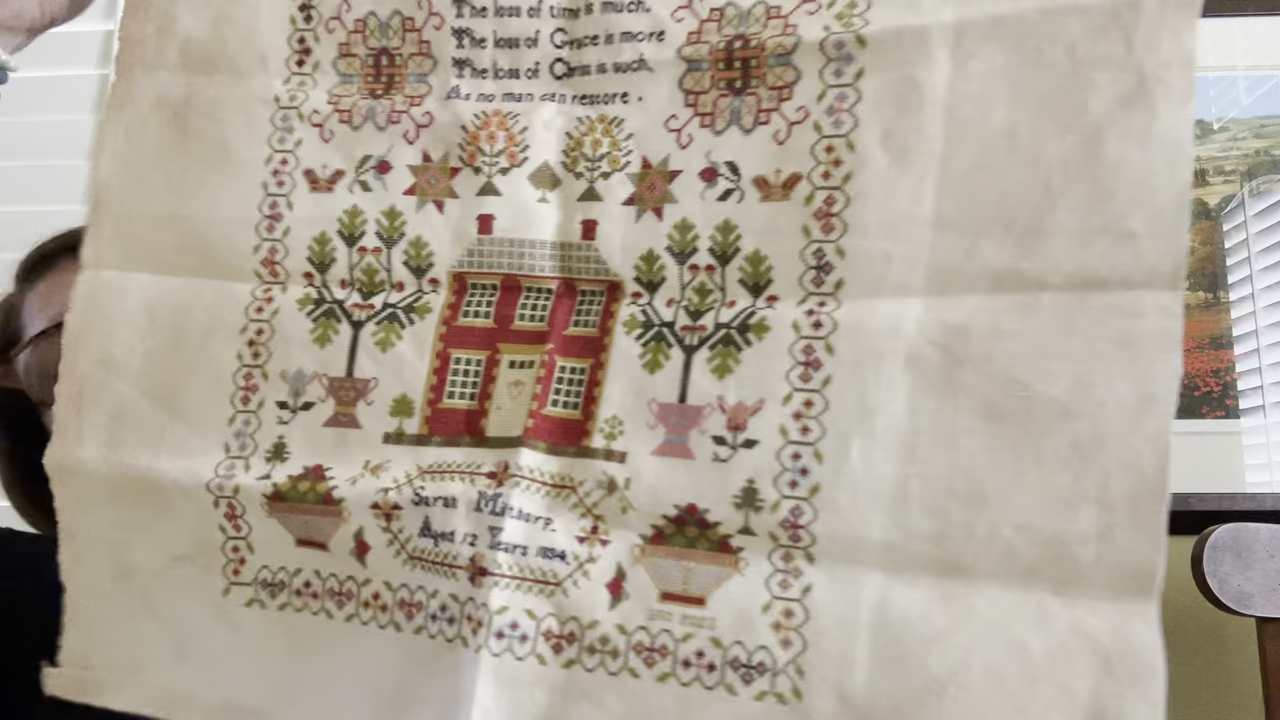 The loss of time is much,
The loss of Grace is more
The loss of Christ is such,
As no man can restore .
Sarah Mithorp.
Aged 12 Years 1834.